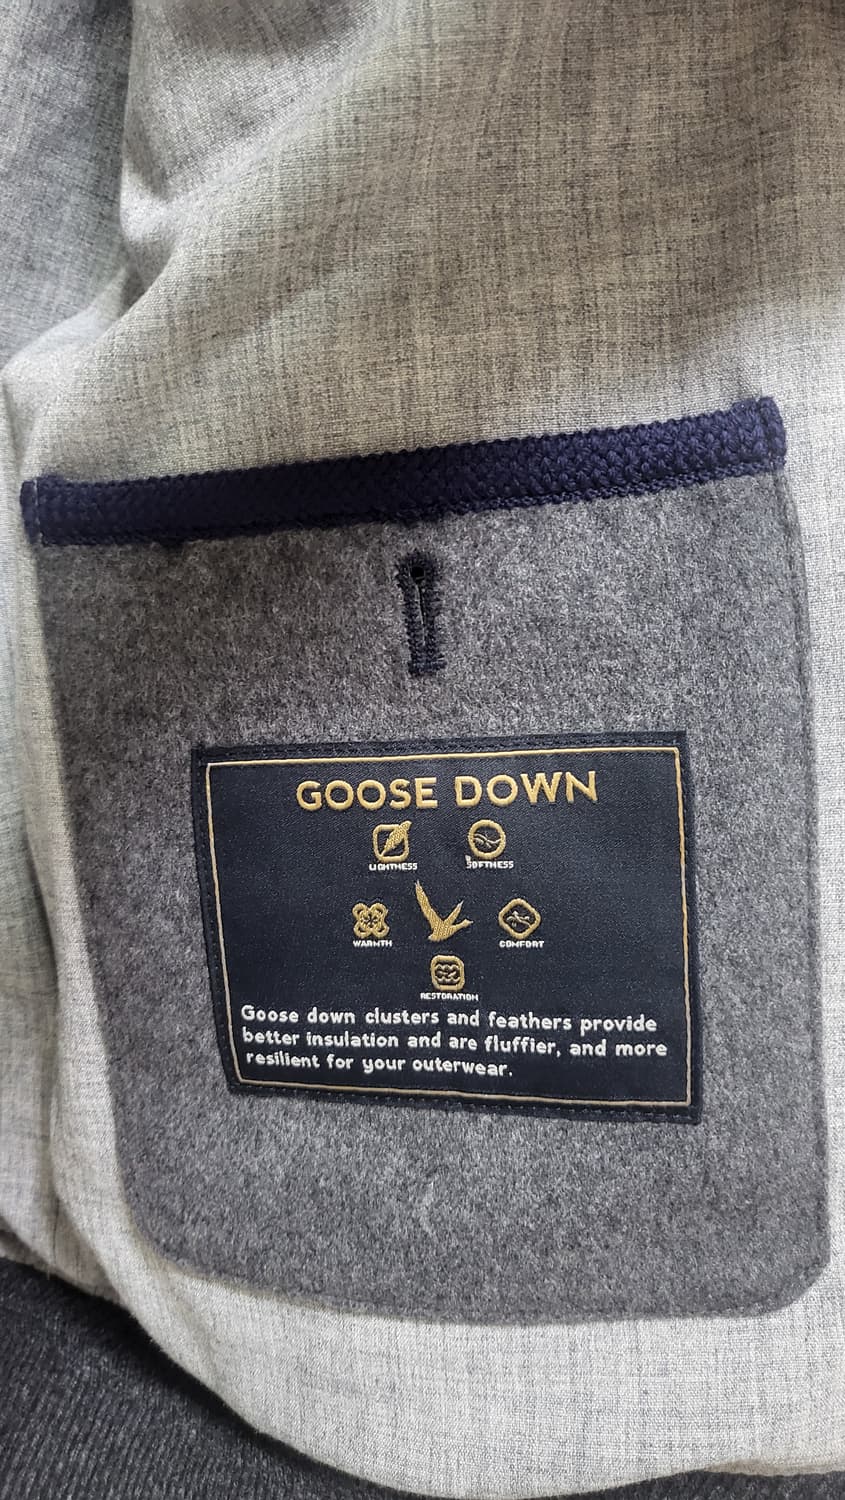 GOOSE DOWN
LIGHTNESS SOFTNESS
WARMTH COMFORT
RESTORATION
Goose down clusters and feathers provide
better insulation and are fluffier, and more
resilient for your outerwear.